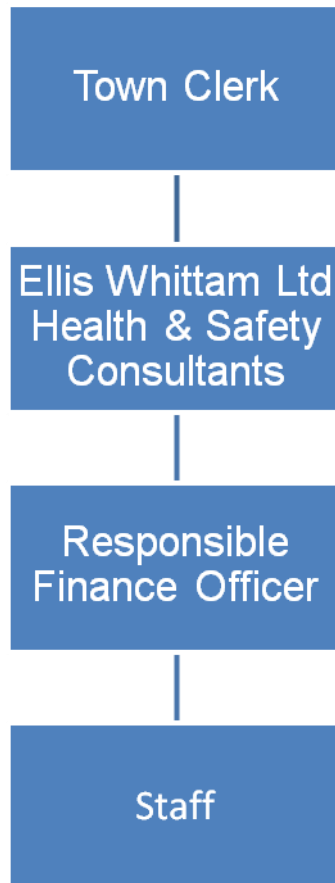 Town Clerk
Ellis Whittam Ltd
Health & Safety
Consultants
Responsible
Finance Officer
Staff